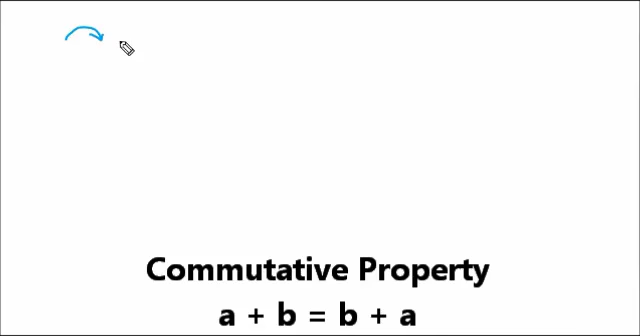 Commutative Property
a + b = b + a